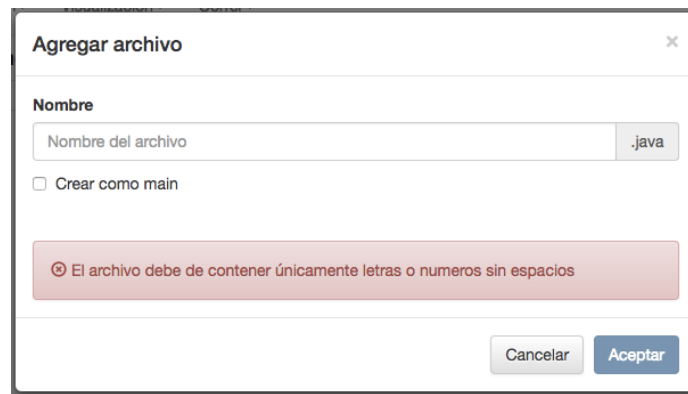 Agregar archivo
×
Nombre
Nombre del archivo
.java
Crear como main
El archivo debe de contener únicamente letras o numeros sin espacios
Cancelar
Aceptar